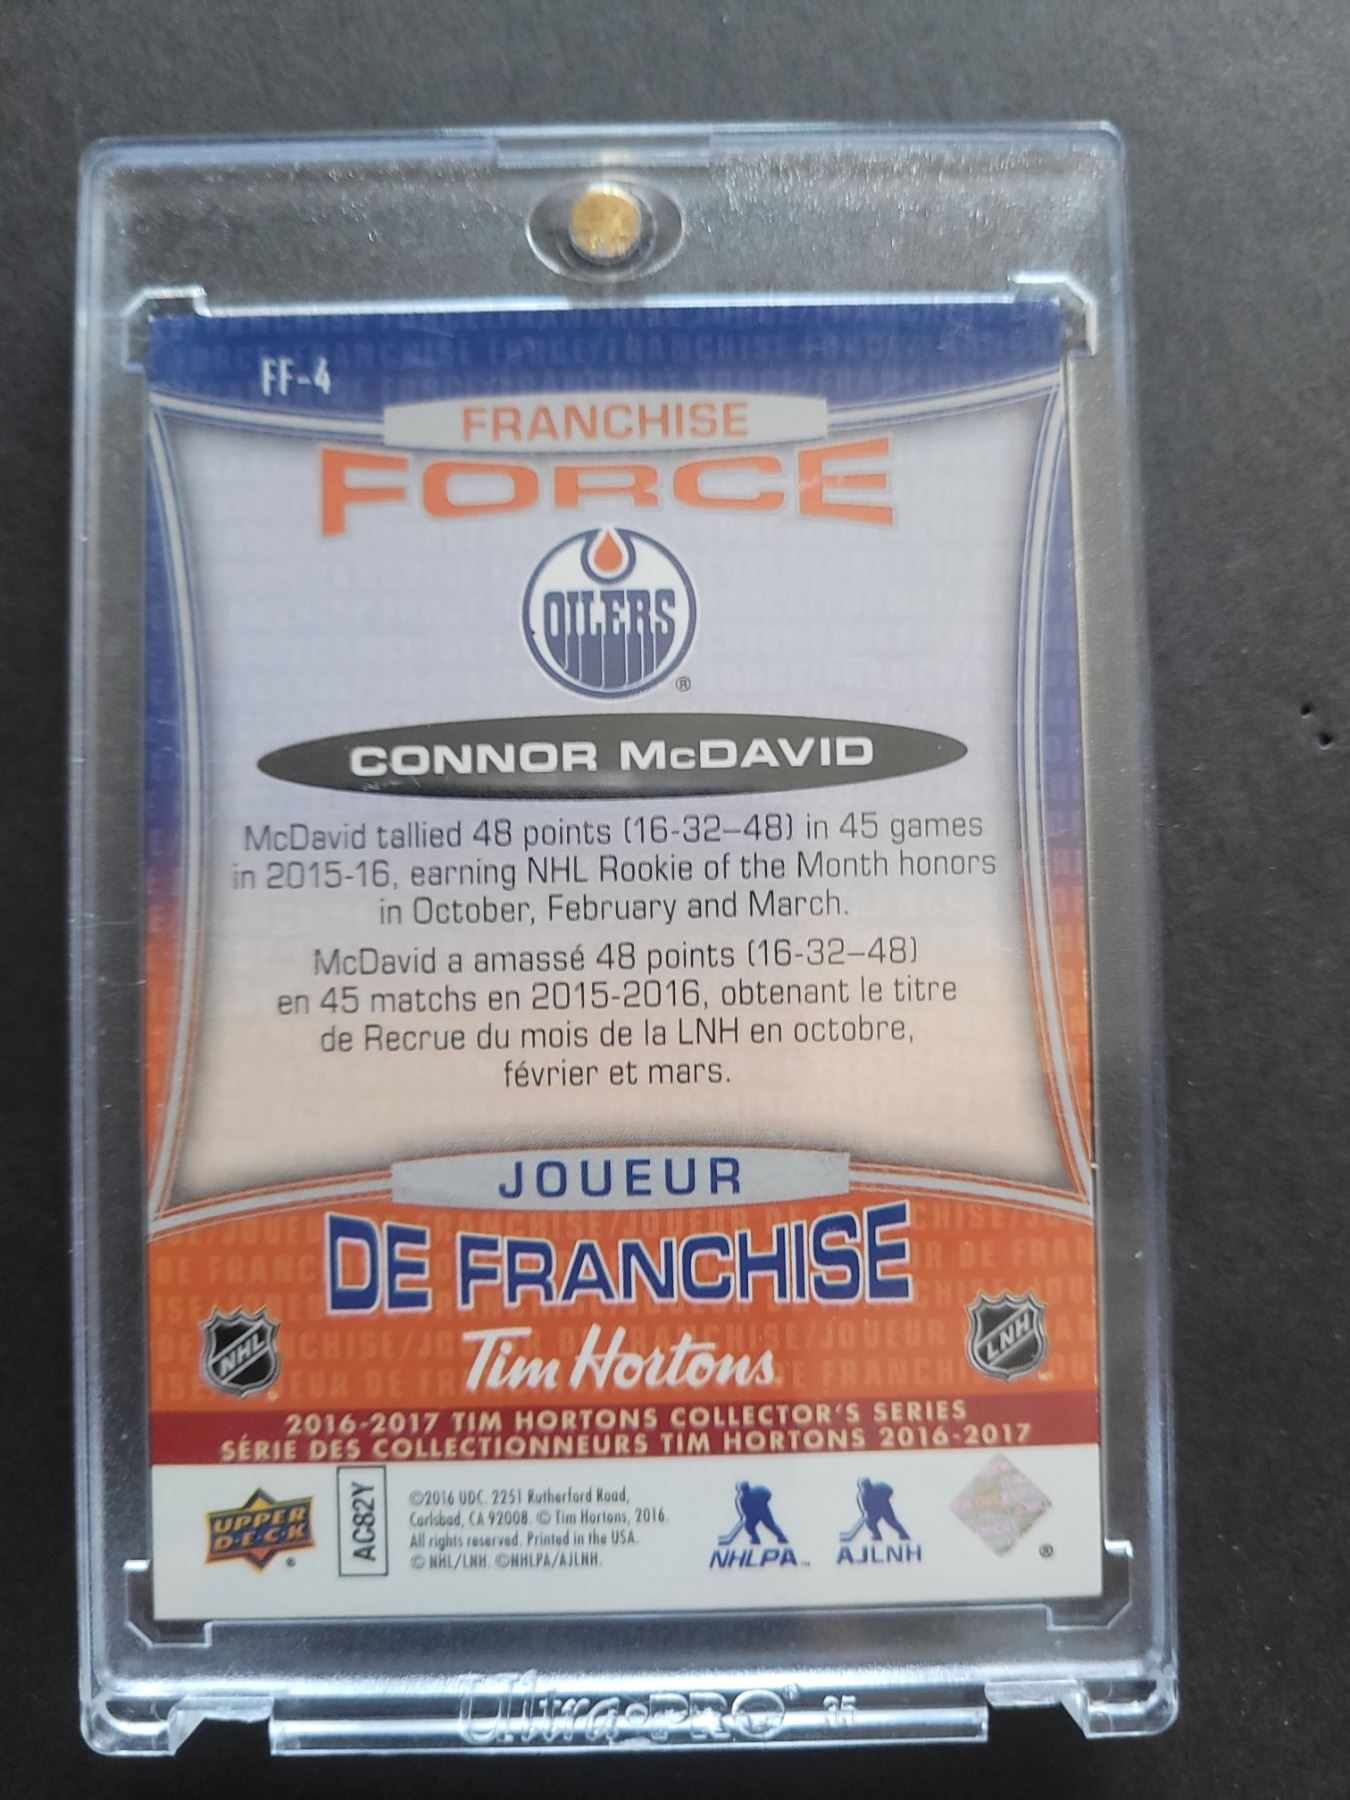 FF-4
FRANCHISE
FORCE
OILERS
®
CONNOR McDAVID
McDavid tallied 48 points (16-32–48) in 45 games
in 2015-16, earning NHL Rookie of the Month honors
in October, February and March.
McDavid a amassé 48 points (16-32–48)
en 45 matchs en 2015-2016, obtenant le titre
de Recrue du mois de la LNH en octobre,
février et mars.
JOUEUR
DE FRANCHISE
NHL
LNH
Tim Hortons
2016-2017 TIM HORTONS COLLECTOR'S SERIES
SÉRIE DES COLLECTIONNEURS TIM HORTONS 2016-2017
UPPER
D·E·C·K
®
AC82Y
©2016 UDC. 2251 Rutherford Road,
Carlsbad, CA 92008. © Tim Hortons, 2016.
All rights reserved. Printed in the USA.
© NHL/LNH. ©NHLPA/AJLNH.
NHLPA™
AJLNH
®
Ultra·PRO® 35